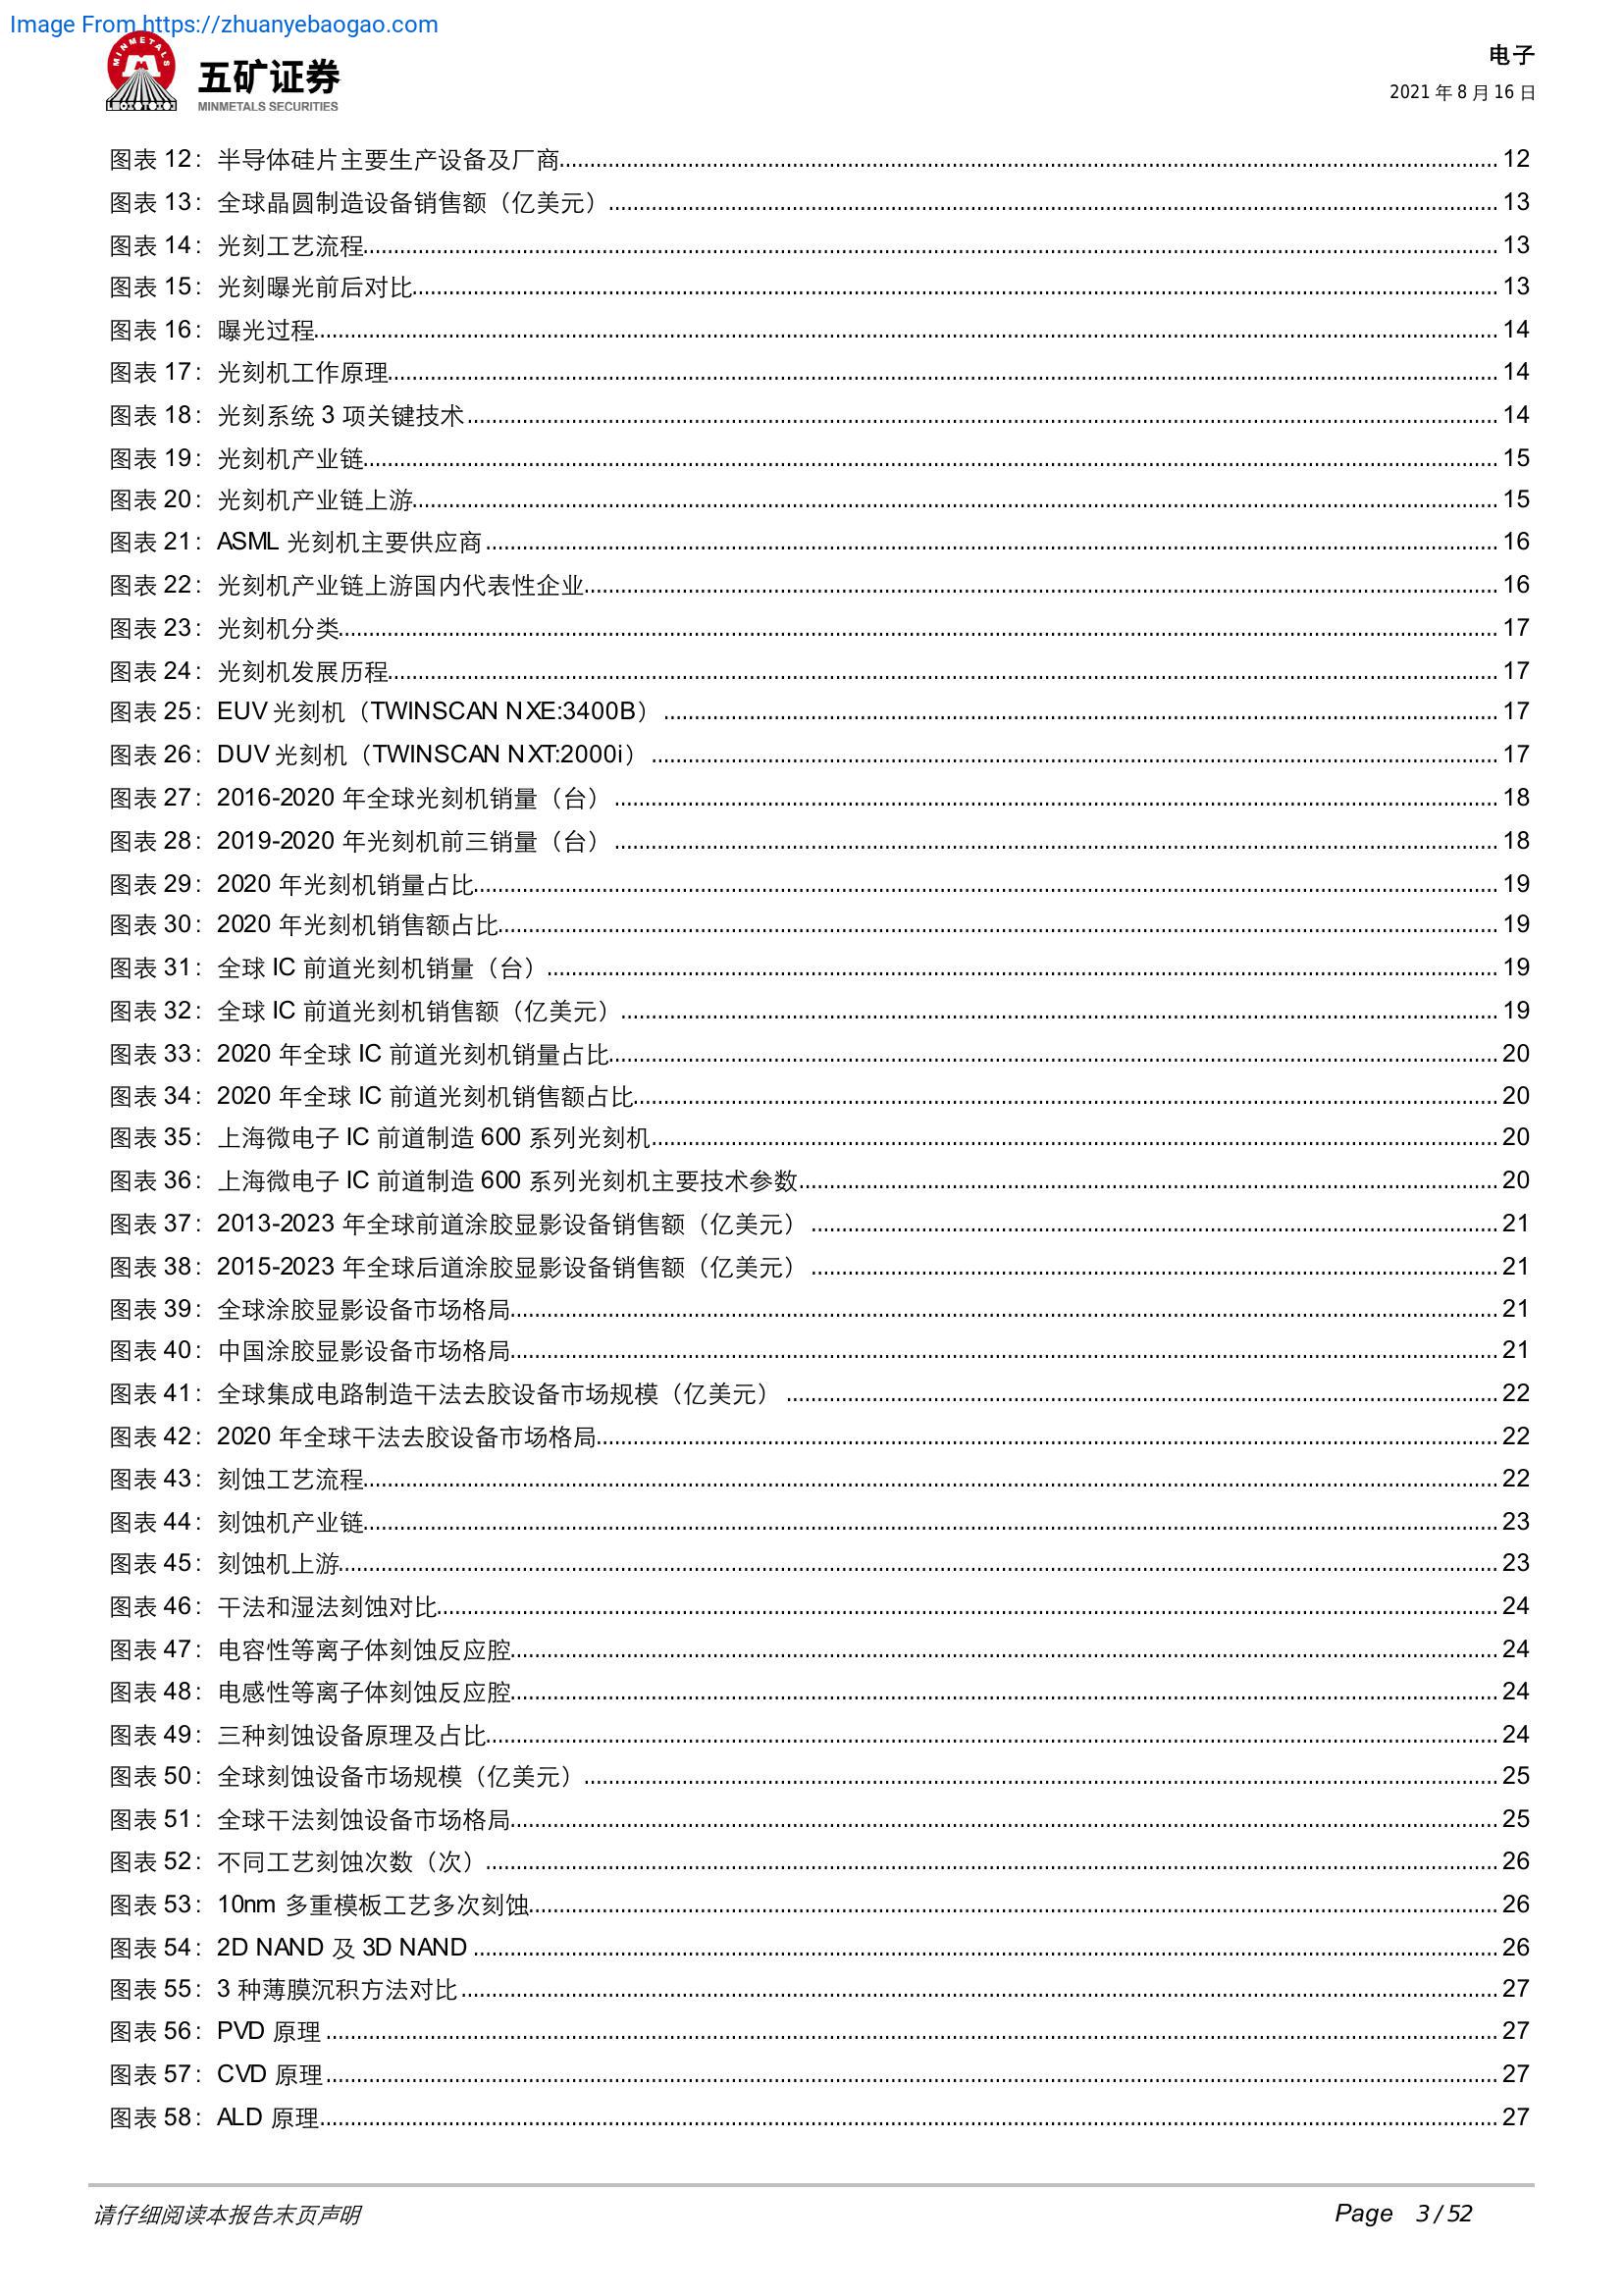 Image From https://zhuanyebaogao.com
MINMETALS
五矿证券
MINMETALS SECURITIES
电子
2021 年 8 月 16 日
图表 12：半导体硅片主要生产设备及厂商 12
图表 13：全球晶圆制造设备销售额（亿美元） 13
图表 14：光刻工艺流程 13
图表 15：光刻曝光前后对比 13
图表 16：曝光过程 14
图表 17：光刻机工作原理 14
图表 18：光刻系统 3 项关键技术 14
图表 19：光刻机产业链 15
图表 20：光刻机产业链上游 15
图表 21：ASML 光刻机主要供应商 16
图表 22：光刻机产业链上游国内代表性企业 16
图表 23：光刻机分类 17
图表 24：光刻机发展历程 17
图表 25：EUV 光刻机（TWINSCAN NXE:3400B） 17
图表 26：DUV 光刻机（TWINSCAN NXT:2000i） 17
图表 27：2016-2020 年全球光刻机销量（台） 18
图表 28：2019-2020 年光刻机前三销量（台） 18
图表 29：2020 年光刻机销量占比 19
图表 30：2020 年光刻机销售额占比 19
图表 31：全球 IC 前道光刻机销量（台） 19
图表 32：全球 IC 前道光刻机销售额（亿美元） 19
图表 33：2020 年全球 IC 前道光刻机销量占比 20
图表 34：2020 年全球 IC 前道光刻机销售额占比 20
图表 35：上海微电子 IC 前道制造 600 系列光刻机 20
图表 36：上海微电子 IC 前道制造 600 系列光刻机主要技术参数 20
图表 37：2013-2023 年全球前道涂胶显影设备销售额（亿美元） 21
图表 38：2015-2023 年全球后道涂胶显影设备销售额（亿美元） 21
图表 39：全球涂胶显影设备市场格局 21
图表 40：中国涂胶显影设备市场格局 21
图表 41：全球集成电路制造干法去胶设备市场规模（亿美元） 22
图表 42：2020 年全球干法去胶设备市场格局 22
图表 43：刻蚀工艺流程 22
图表 44：刻蚀机产业链 23
图表 45：刻蚀机上游 23
图表 46：干法和湿法刻蚀对比 24
图表 47：电容性等离子体刻蚀反应腔 24
图表 48：电感性等离子体刻蚀反应腔 24
图表 49：三种刻蚀设备原理及占比 24
图表 50：全球刻蚀设备市场规模（亿美元） 25
图表 51：全球干法刻蚀设备市场格局 25
图表 52：不同工艺刻蚀次数（次） 26
图表 53：10nm 多重模板工艺多次刻蚀 26
图表 54：2D NAND 及 3D NAND 26
图表 55：3 种薄膜沉积方法对比 27
图表 56：PVD 原理 27
图表 57：CVD 原理 27
图表 58：ALD 原理 27
请仔细阅读本报告末页声明
Page 3 / 52